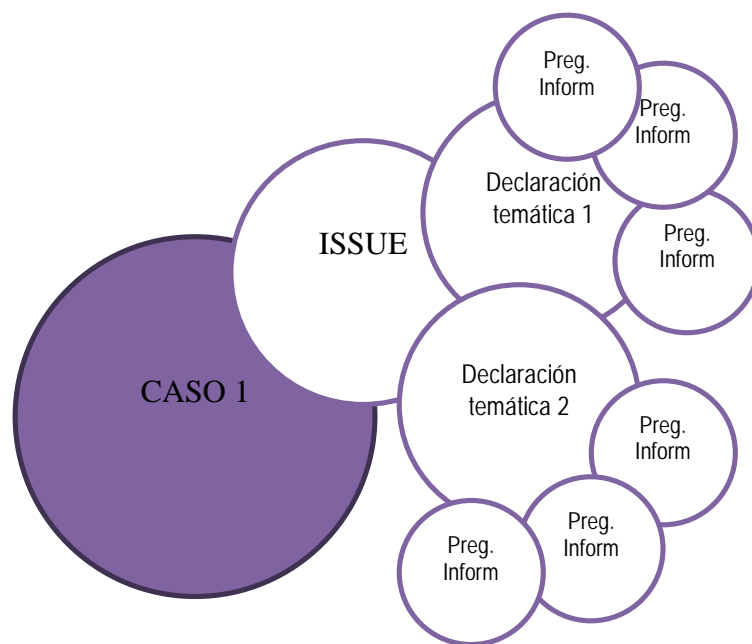 CASO 1
ISSUE
Declaración
temática 1
Preg.
Inform
Preg.
Inform
Preg.
Inform
Declaración
temática 2
Preg.
Inform
Preg.
Inform
Preg.
Inform